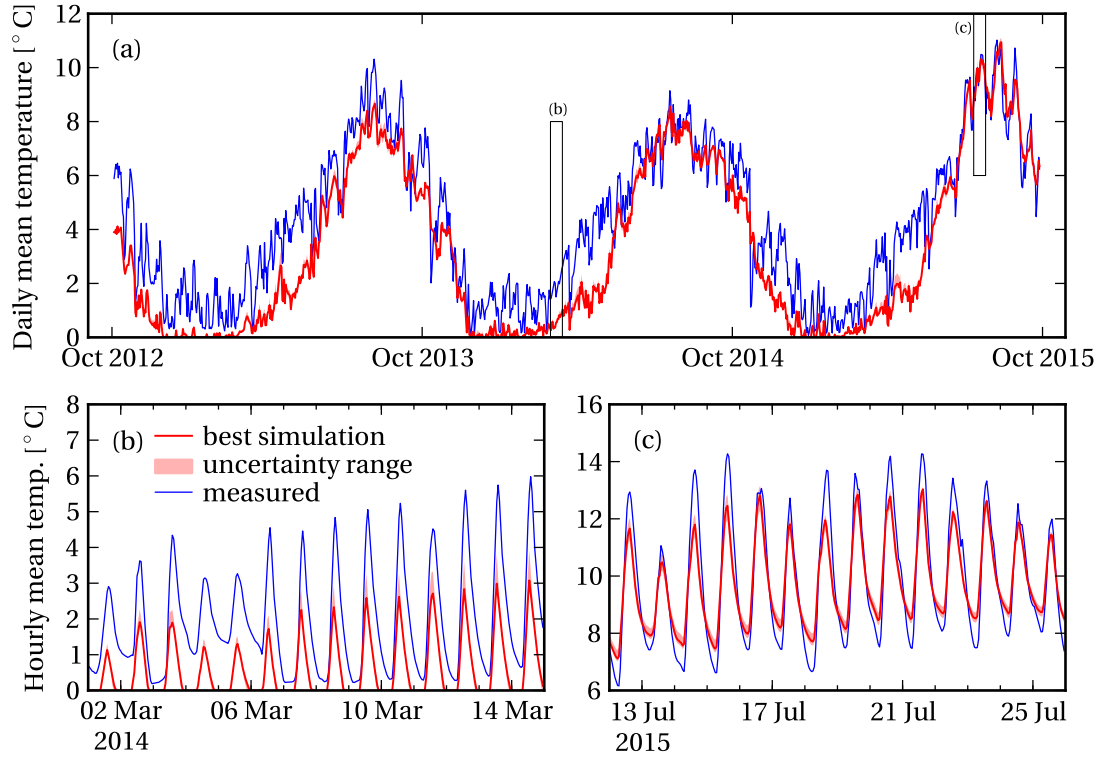 Daily mean temperature [°C]
12
10
8
6
4
2
0
(a)
(b)
(c)
Oct 2012
Oct 2013
Oct 2014
Oct 2015
Hourly mean temp. [°C]
8
7
6
5
4
3
2
1
0
(b)
best simulation
uncertainty range
measured
02 Mar
06 Mar
10 Mar
14 Mar
2014
16
14
12
10
8
6
(c)
13 Jul
17 Jul
21 Jul
25 Jul
2015